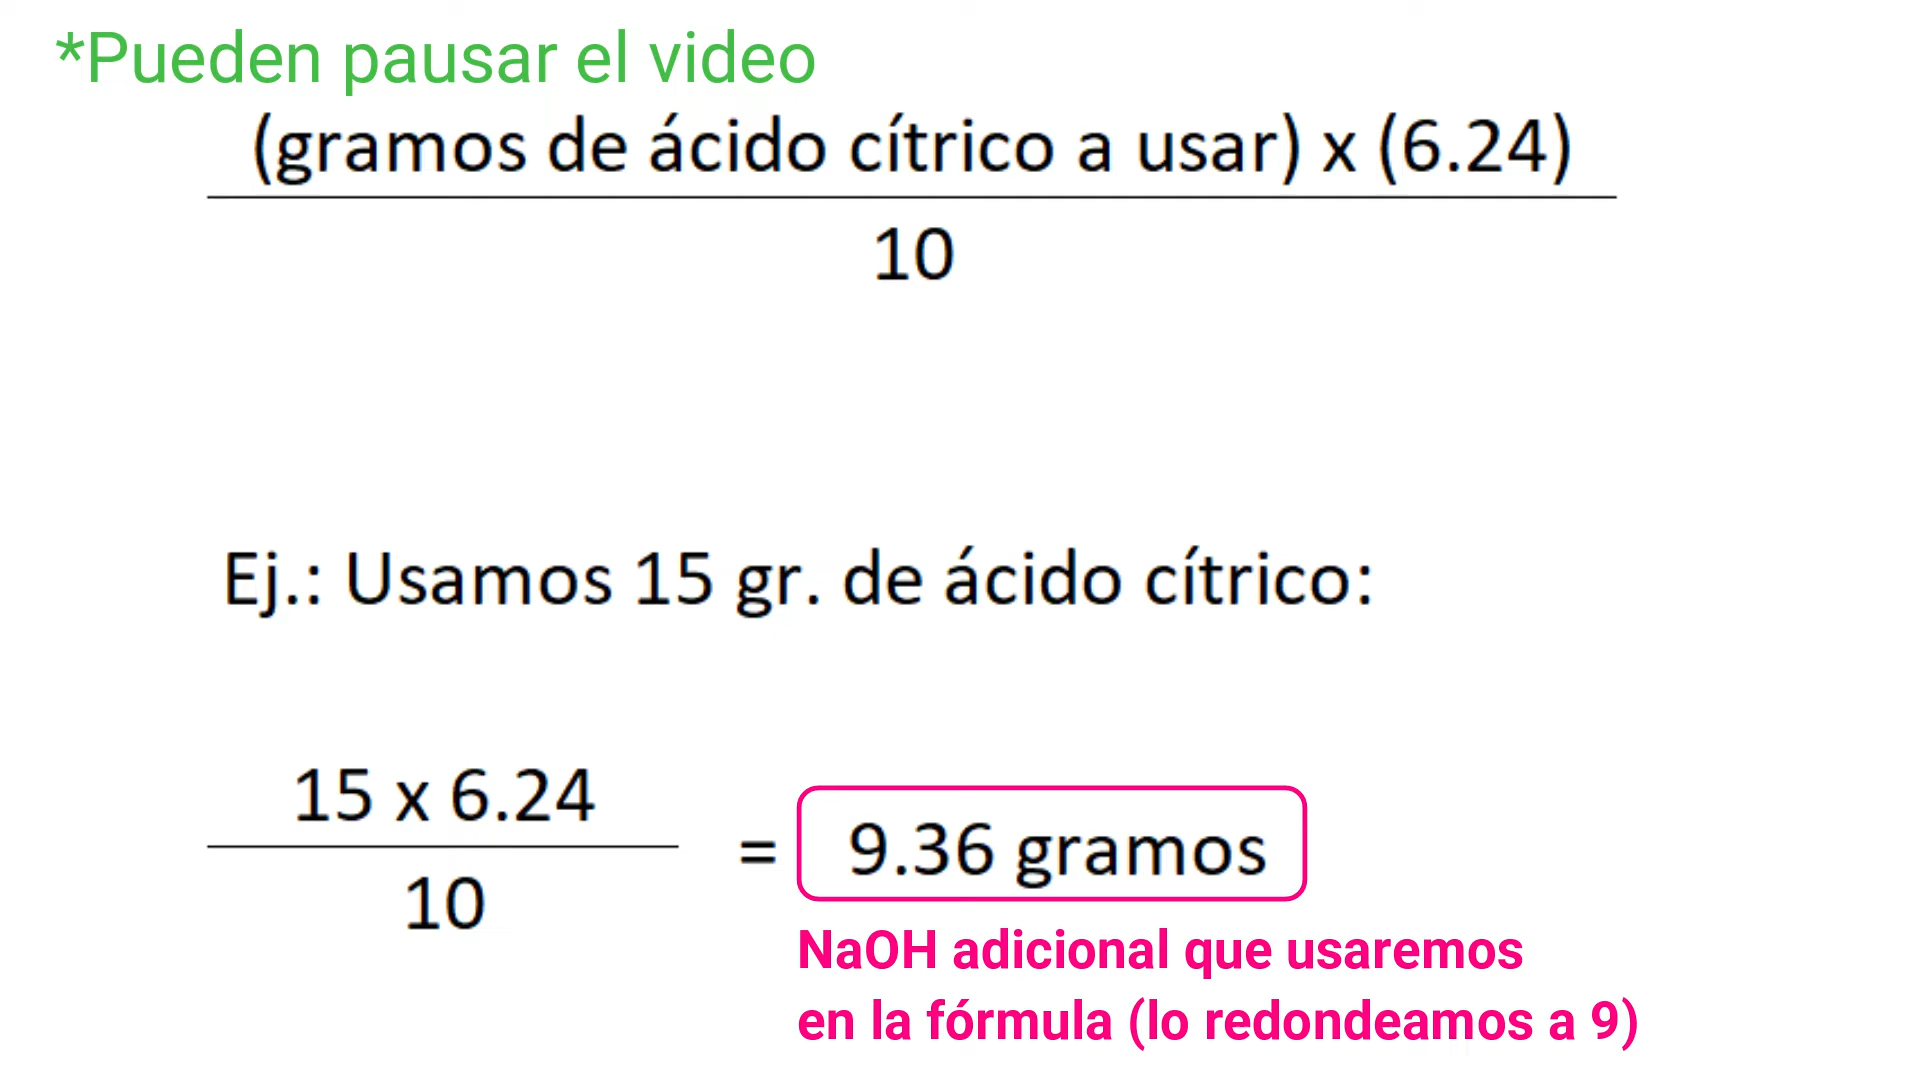 *Pueden pausar el video
(gramos de ácido cítrico a usar) x (6.24)
10
Ej.: Usamos 15 gr. de ácido cítrico:
15 x 6.24
10
= 9.36 gramos
NaOH adicional que usaremos
en la fórmula (lo redondeamos a 9)